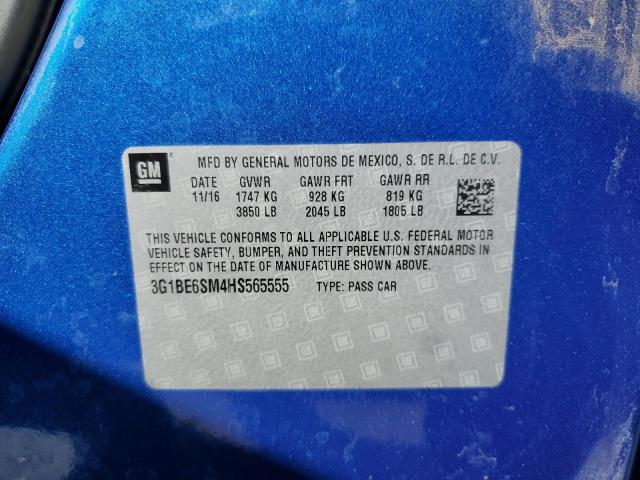 GM ® MFD BY GENERAL MOTORS DE MEXICO, S. DE R.L. DE C.V.
DATE GVWR GAWR FRT GAWR RR
11/16 1747 KG 928 KG 819 KG
3850 LB 2045 LB 1805 LB
THIS VEHICLE CONFORMS TO ALL APPLICABLE U.S. FEDERAL MOTOR
VEHICLE SAFETY, BUMPER, AND THEFT PREVENTION STANDARDS IN
EFFECT ON THE DATE OF MANUFACTURE SHOWN ABOVE.
3G1BE6SM4HS565555 TYPE: PASS CAR